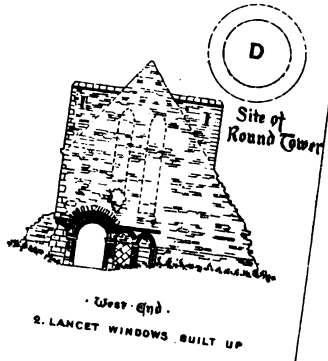 D
Site of
Round Tower
· West · End ·
2. LANCET WINDOWS BUILT UP